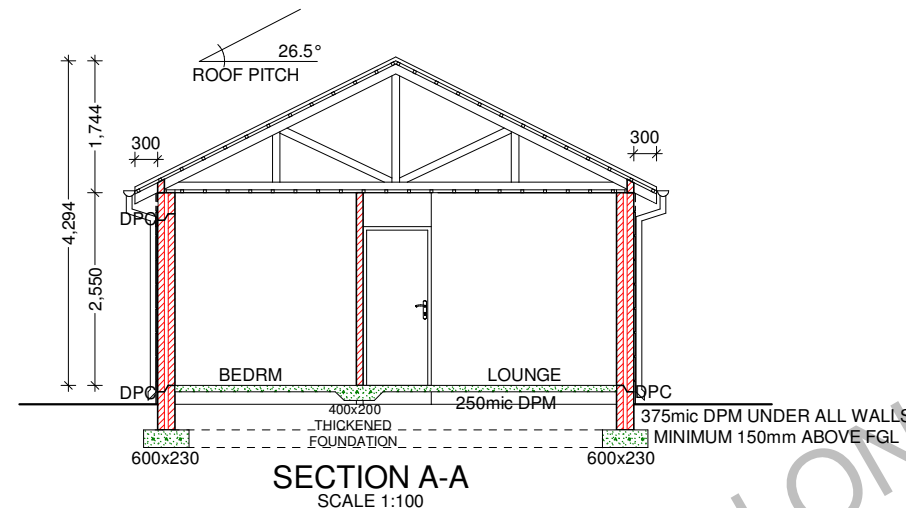 26.5°
ROOF PITCH
300
300
1,744
4,294
2,550
DPC
BEDRM
LOUNGE
DPC
DPC
250mic DPM
400x200
THICKENED
FOUNDATION
375mic DPM UNDER ALL WALLS
MINIMUM 150mm ABOVE FGL
600x230
600x230
SECTION A-A
SCALE 1:100
LON